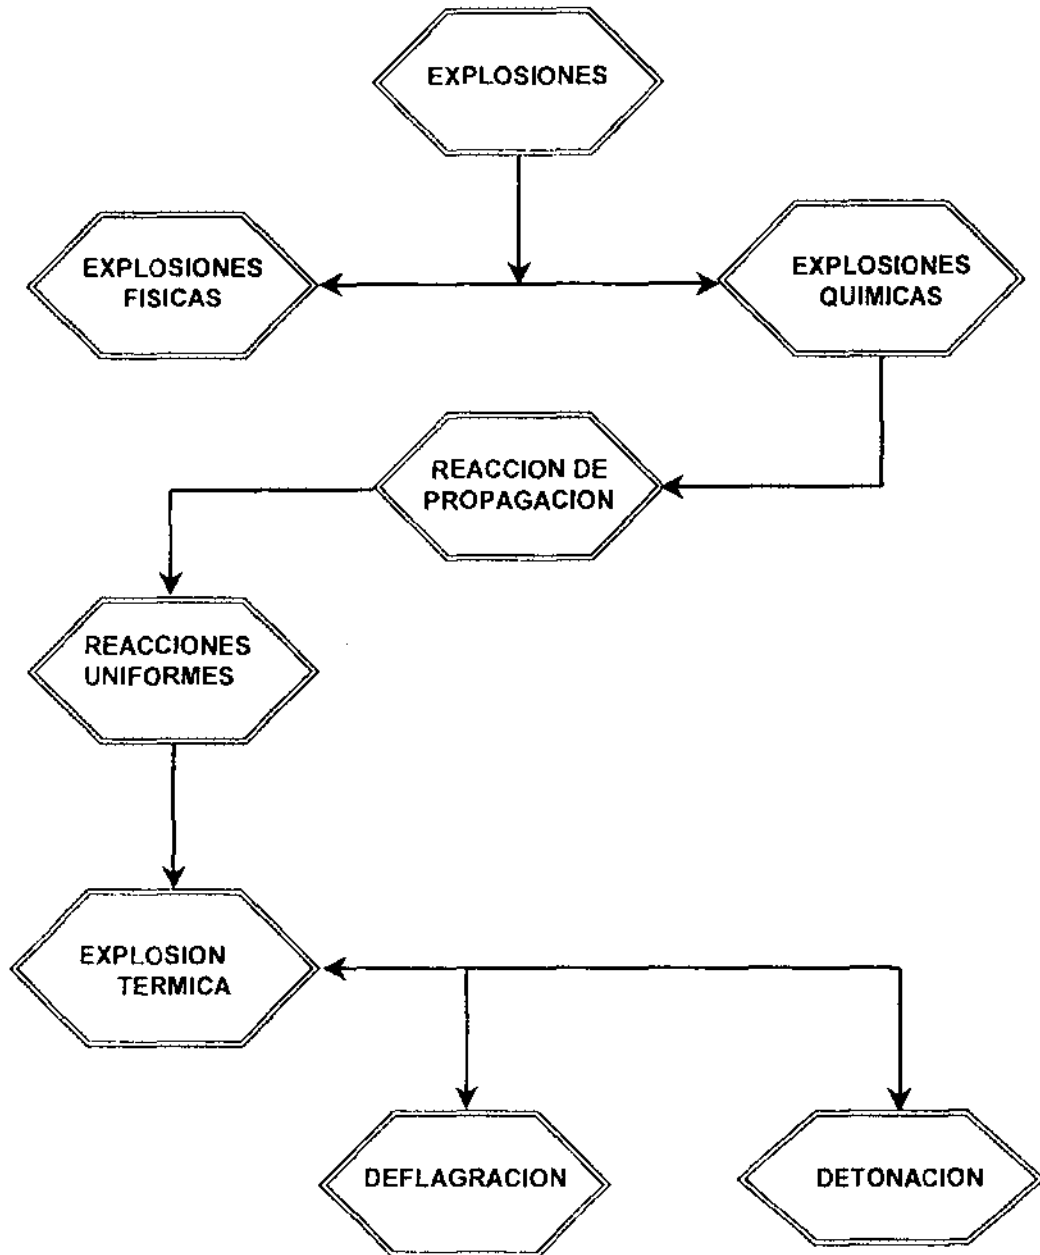 EXPLOSIONES
EXPLOSIONES
FISICAS
EXPLOSIONES
QUIMICAS
REACCION DE
PROPAGACION
REACCIONES
UNIFORMES
EXPLOSION
TERMICA
DEFLAGRACION
DETONACION